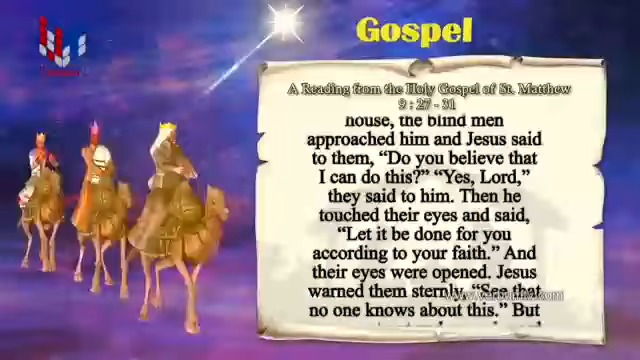 Gospel
A Reading from the Holy Gospel of St. Matthew
9 : 27 - 31
house, the blind men
approached him and Jesus said
to them, “Do you believe that
I can do this?” “Yes, Lord,”
they said to him. Then he
touched their eyes and said,
“Let it be done for you
according to your faith.” And
their eyes were opened. Jesus
warned them sternly, “See that
no one knows about this.” But